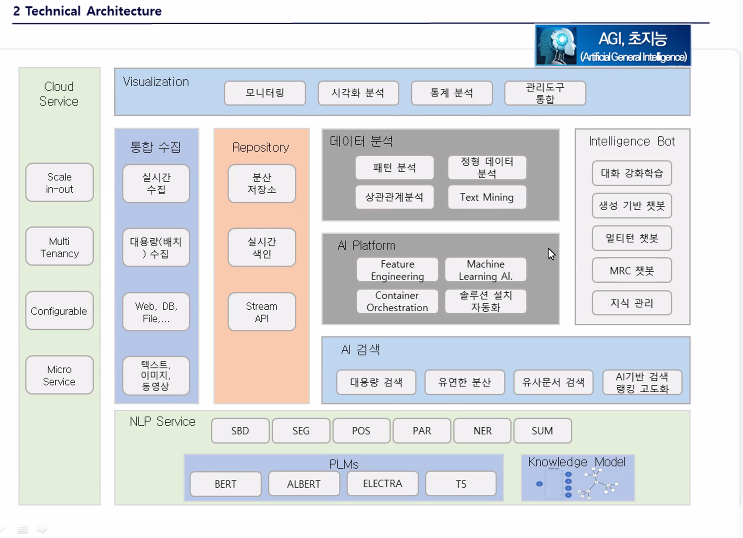 2 Technical Architecture
AGI, 초지능
(Artificial General Intelligence)
Cloud
Service
Scale
in-out
Multi
Tenancy
Configurable
Micro
Service
Visualization
모니터링
시각화 분석
통계 분석
관리도구
통합
통합 수집
실시간
수집
대용량(배치
) 수집
Web, DB,
File,...
텍스트,
이미지,
동영상
Repository
분산
저장소
실시간
색인
Stream
API
데이터 분석
패턴 분석
정형 데이터
분석
상관관계분석
Text Mining
AI Platform
Feature
Engineering
Machine
Learning Al.
Container
Orchestration
솔루션 설치
자동화
Intelligence Bot
대화 강화학습
생성 기반 챗봇
멀티턴 챗봇
MRC 챗봇
지식 관리
AI 검색
대용량 검색
유연한 분산
유사문서 검색
AI기반 검색
랭킹 고도화
NLP Service
SBD
SEG
POS
PAR
NER
SUM
PLMs
BERT
ALBERT
ELECTRA
T5
Knowledge Model